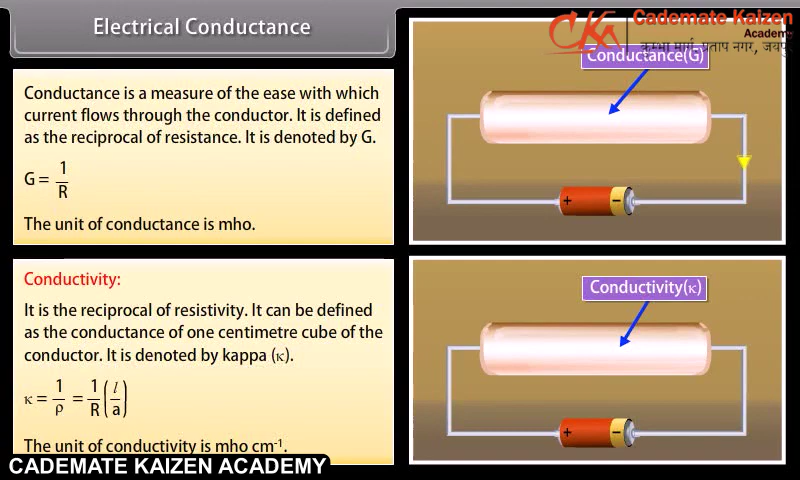 Electrical Conductance
Conductance is a measure of the ease with which
current flows through the conductor. It is defined
as the reciprocal of resistance. It is denoted by G.
G = 1/R
The unit of conductance is mho.
Conductivity:
It is the reciprocal of resistivity. It can be defined
as the conductance of one centimetre cube of the
conductor. It is denoted by kappa (κ).
κ = 1/ρ = 1/R (l/a)
The unit of conductivity is mho cm⁻¹.
CADEMATE KAIZEN ACADEMY
CKA
Cademate Kaizen
Academy
कुम्भा मार्ग, प्रताप नगर, जयपु
Conductance(G)
+ −
Conductivity(κ)
+ −